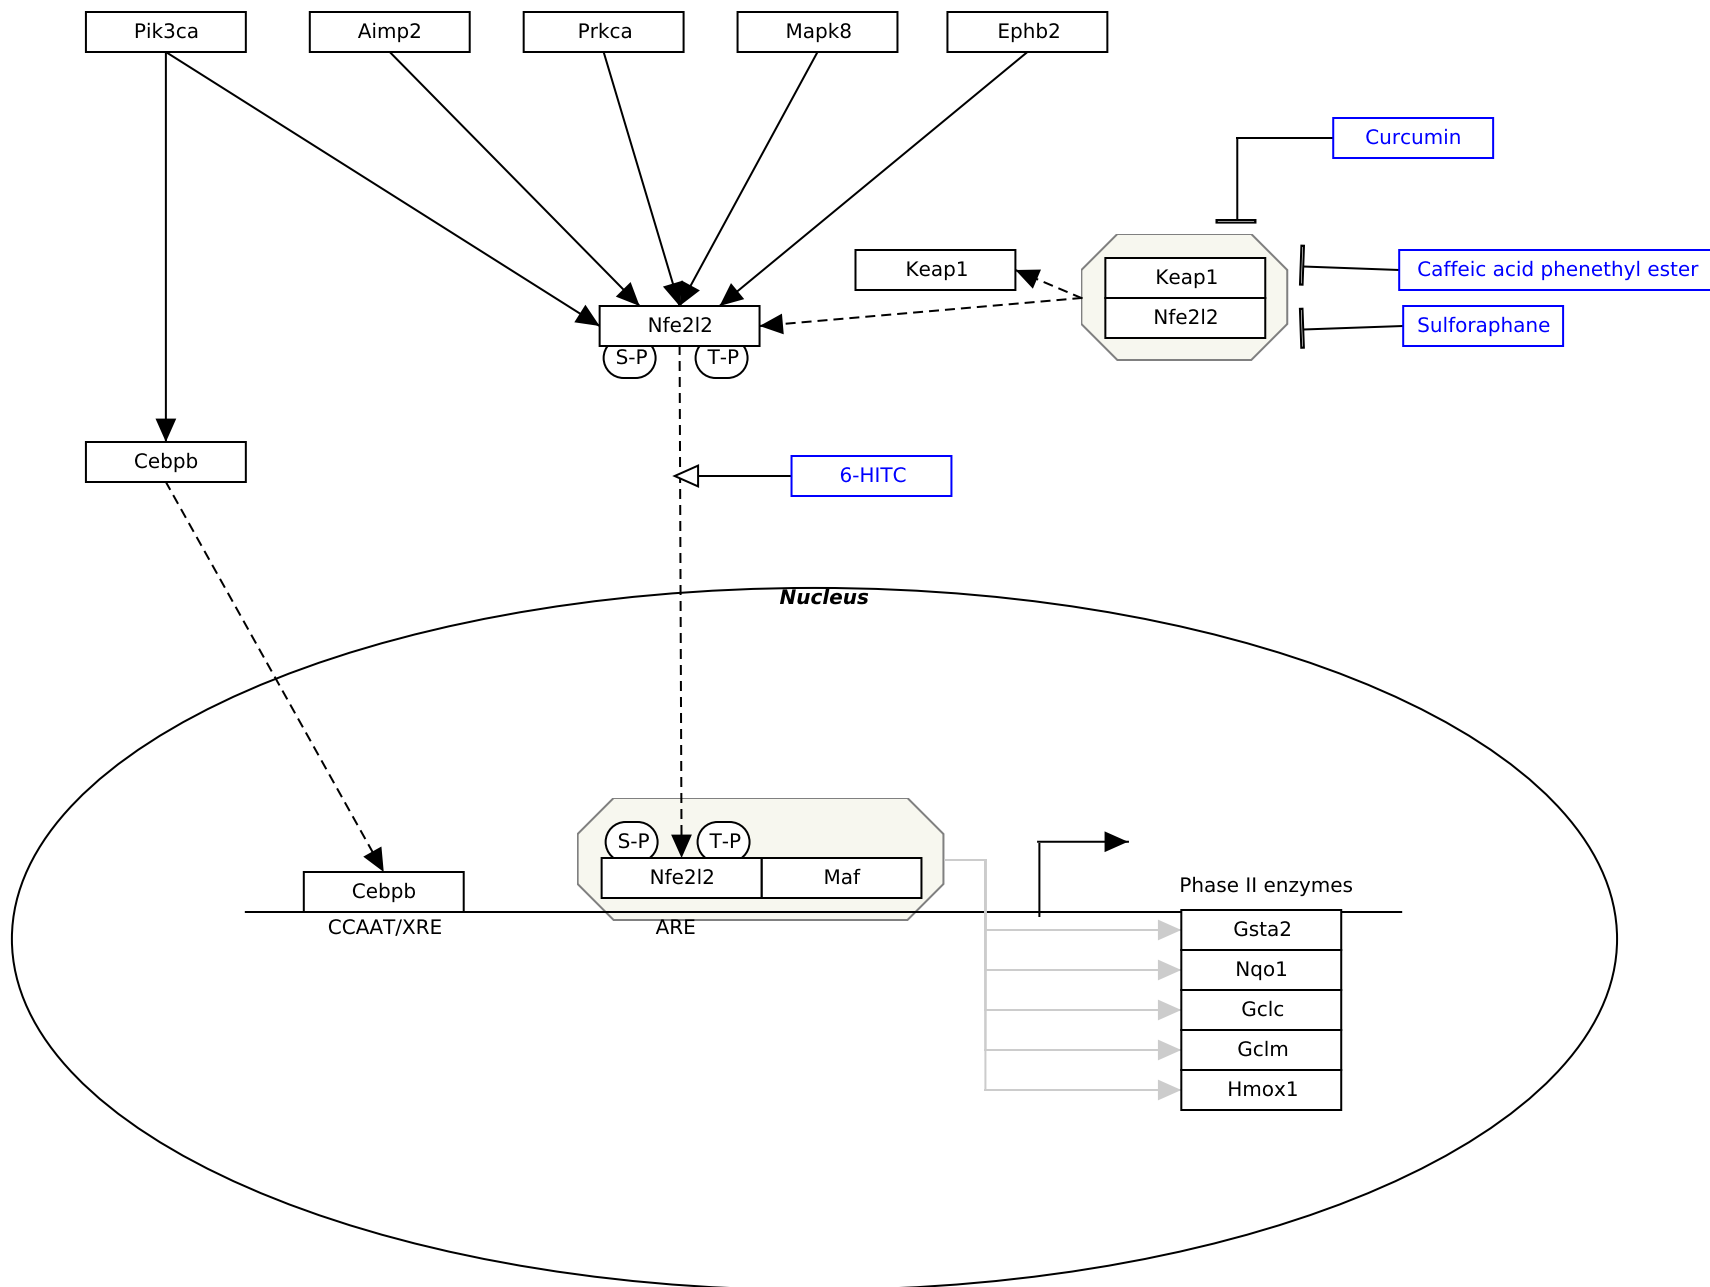 Pik3ca
Aimp2
Prkca
Mapk8
Ephb2
Curcumin
Keap1
Keap1
Nfe2l2
Caffeic acid phenethyl ester
Sulforaphane
Nfe2l2
S-P
T-P
Cebpb
6-HITC
Nucleus
S-P
T-P
Nfe2l2
Maf
Cebpb
CCAAT/XRE
ARE
Phase II enzymes
Gsta2
Nqo1
Gclc
Gclm
Hmox1